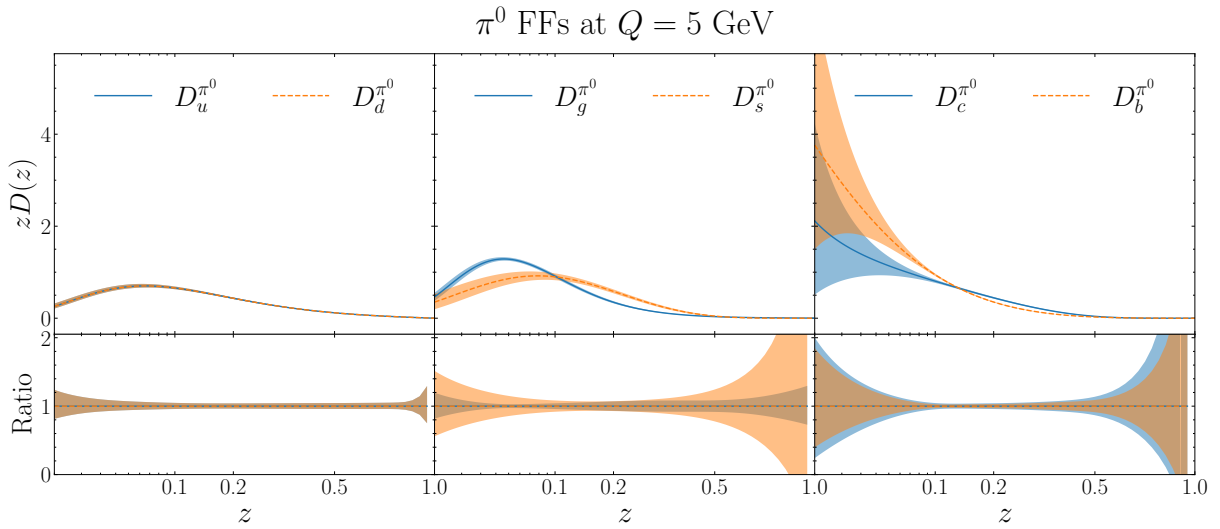 π⁰ FFs at Q = 5 GeV
D_u^{π⁰} D_d^{π⁰} D_g^{π⁰} D_s^{π⁰} D_c^{π⁰} D_b^{π⁰}
zD(z)
4
2
0
Ratio
2
1
0
0.1 0.2 0.5 1.0 0.1 0.2 0.5 1.0 0.1 0.2 0.5 1.0
z z z